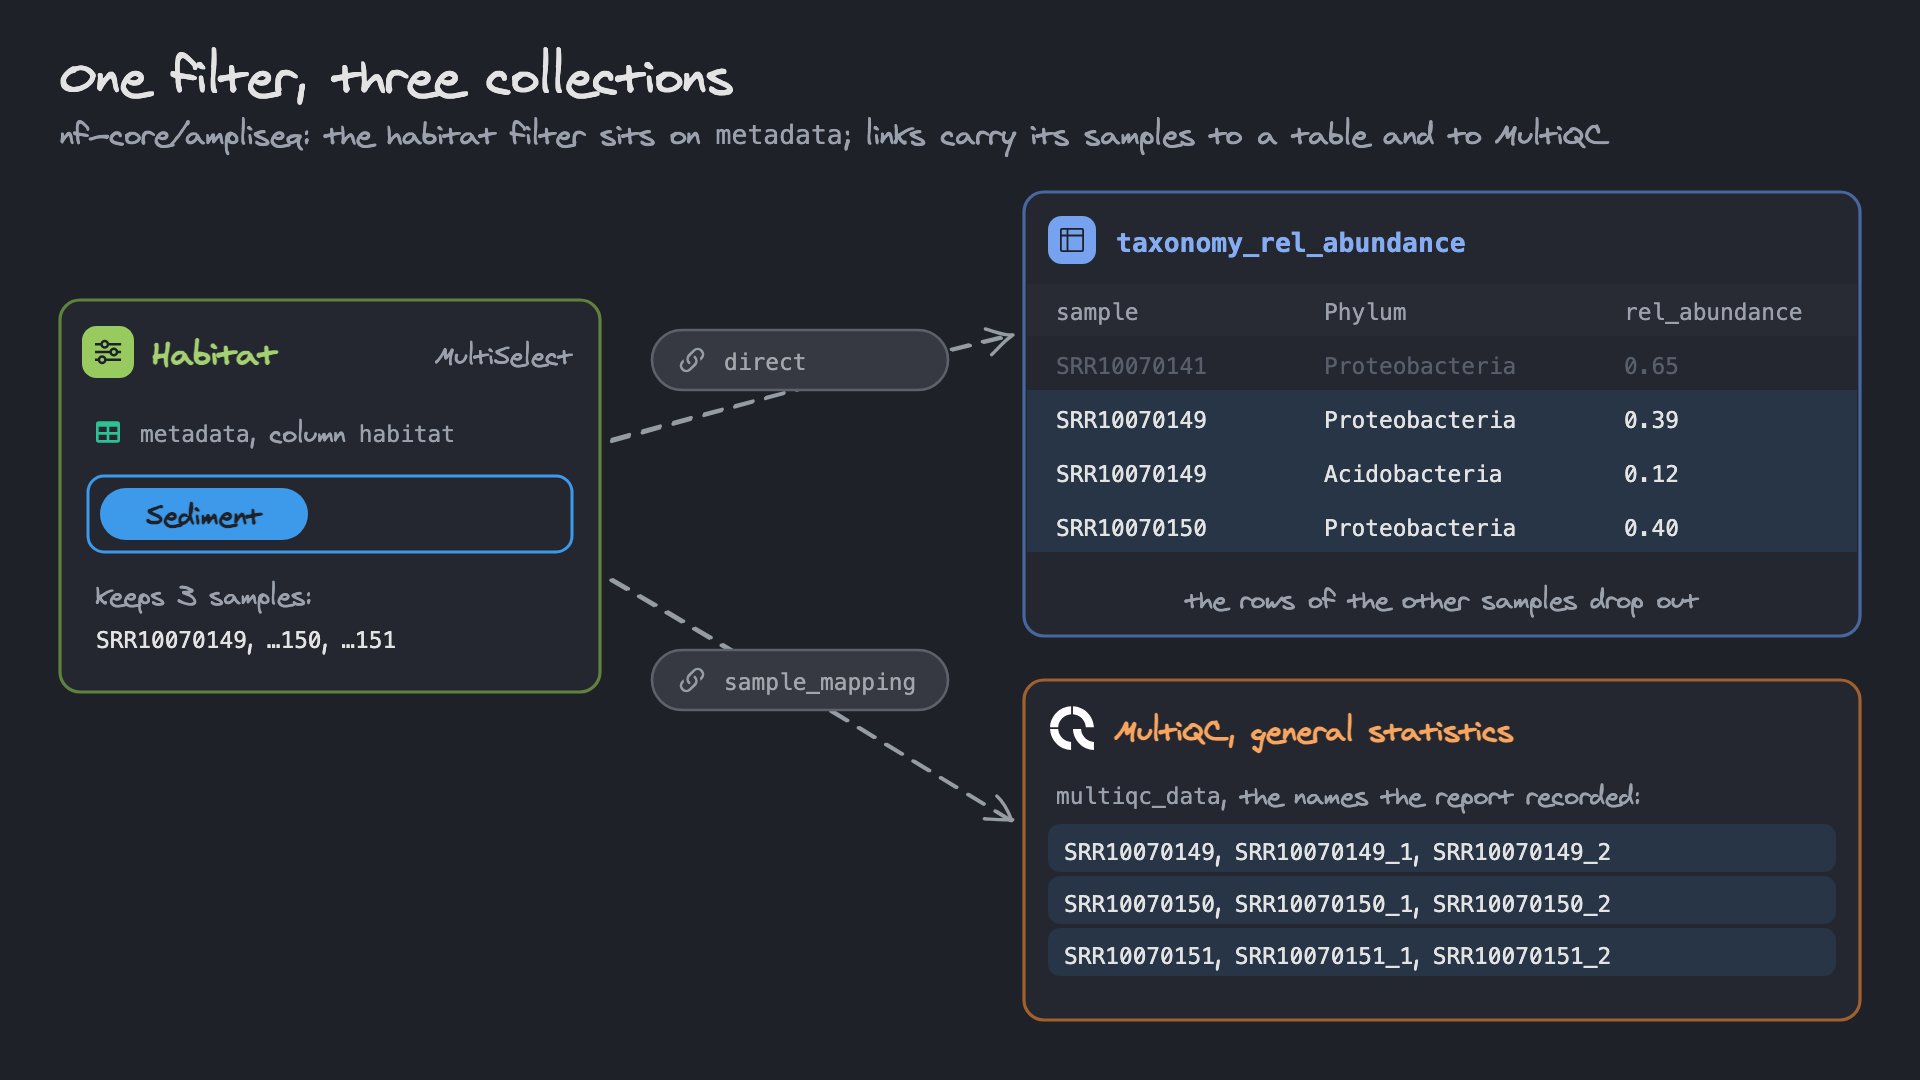 One filter, three collections
nf-core/ampliseq: the habitat filter sits on metadata; links carry its samples to a table and to MultiQC
Habitat
MultiSelect
metadata, column habitat
Sediment
keeps 3 samples:
SRR10070149, …150, …151
direct
sample_mapping
taxonomy_rel_abundance
sample Phylum rel_abundance
SRR10070141 Proteobacteria 0.65
SRR10070149 Proteobacteria 0.39
SRR10070149 Acidobacteria 0.12
SRR10070150 Proteobacteria 0.40
the rows of the other samples drop out
MultiQC, general statistics
multiqc_data, the names the report recorded:
SRR10070149, SRR10070149_1, SRR10070149_2
SRR10070150, SRR10070150_1, SRR10070150_2
SRR10070151, SRR10070151_1, SRR10070151_2